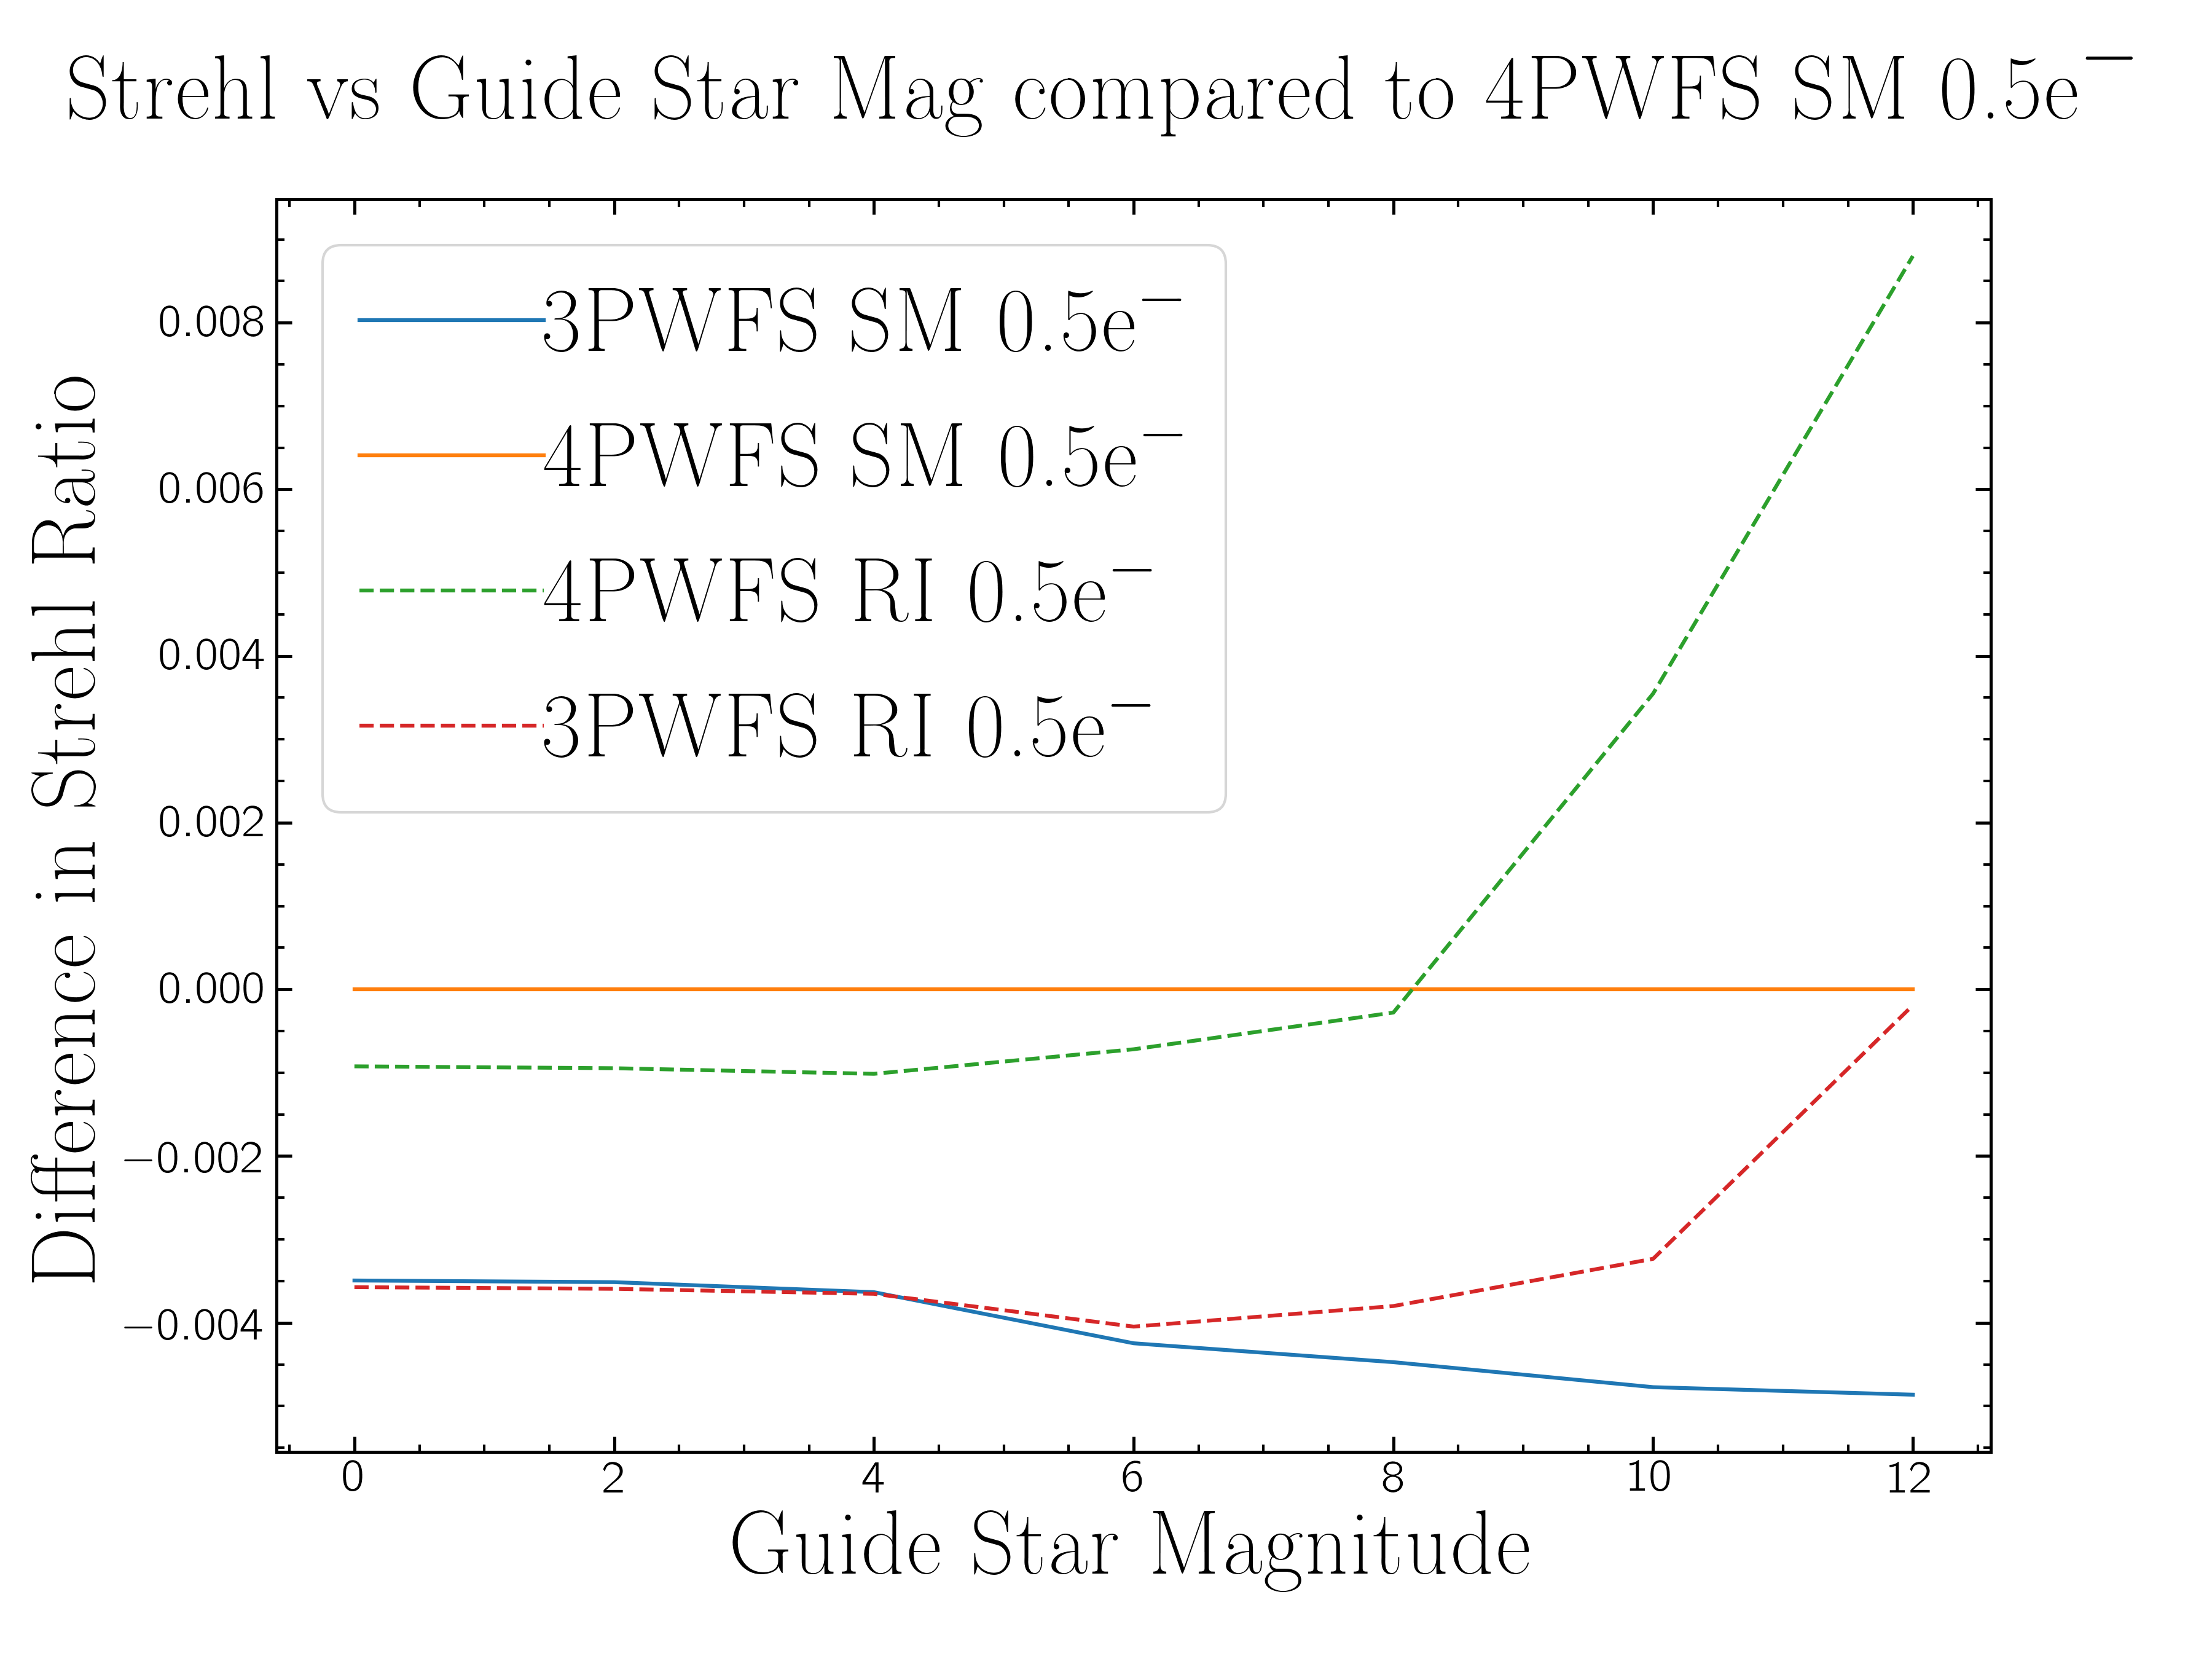 Strehl vs Guide Star Mag compared to 4PWFS SM 0.5e⁻
3PWFS SM 0.5e⁻
4PWFS SM 0.5e⁻
4PWFS RI 0.5e⁻
3PWFS RI 0.5e⁻
Difference in Strehl Ratio
0.008
0.006
0.004
0.002
0.000
−0.002
−0.004
0 2 4 6 8 10 12
Guide Star Magnitude